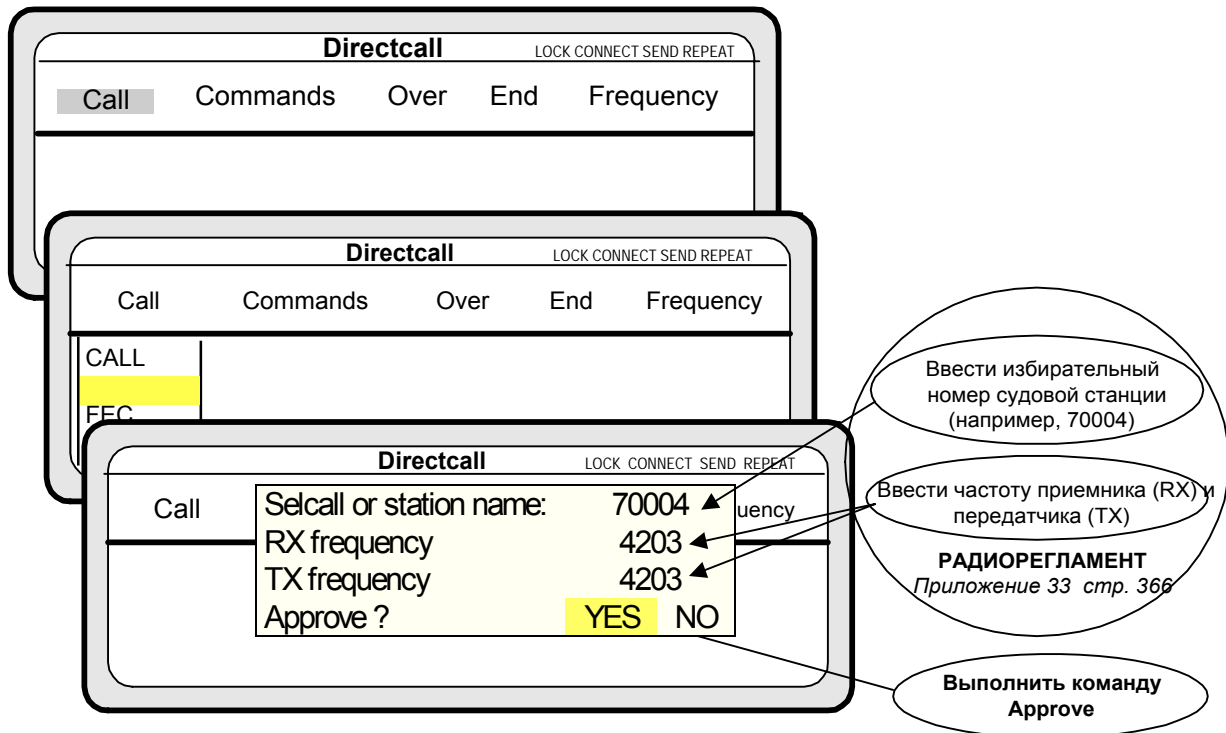 Directcall LOCK CONNECT SEND REPEAT
Call Commands Over End Frequency
Directcall LOCK CONNECT SEND REPEAT
Call Commands Over End Frequency
CALL
FEC
Directcall LOCK CONNECT SEND REPEAT
Call uency
Selcall or station name: 70004
RX frequency 4203
TX frequency 4203
Approve ? YES NO
Ввести избирательный
номер судовой станции
(например, 70004)
Ввести частоту приемника (RX) и
передатчика (TX)
РАДИОРЕГЛАМЕНТ
Приложение 33 стр. 366
Выполнить команду
Approve